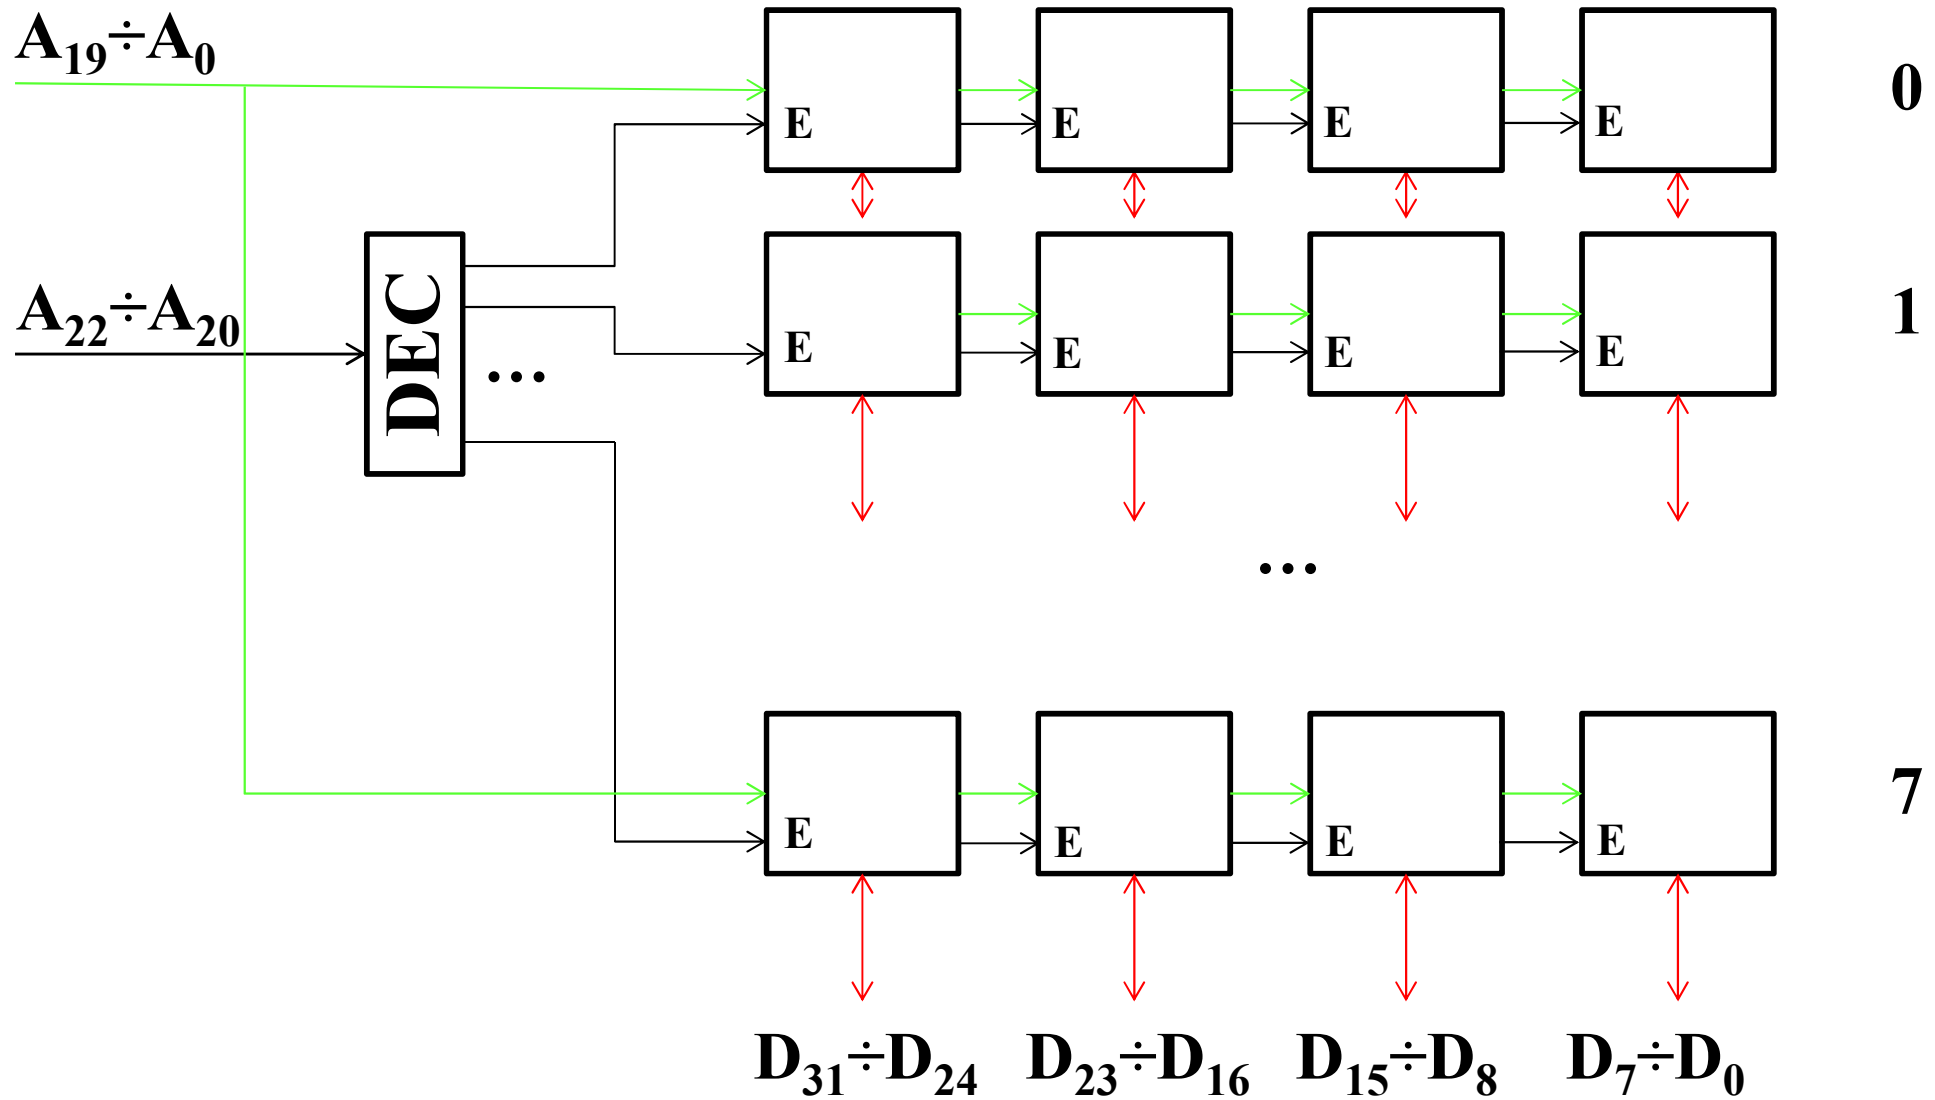 A₁₉÷A₀
E E E E 0
A₂₂÷A₂₀ DEC ... E E E E 1
...
E E E E 7
D₃₁÷D₂₄ D₂₃÷D₁₆ D₁₅÷D₈ D₇÷D₀